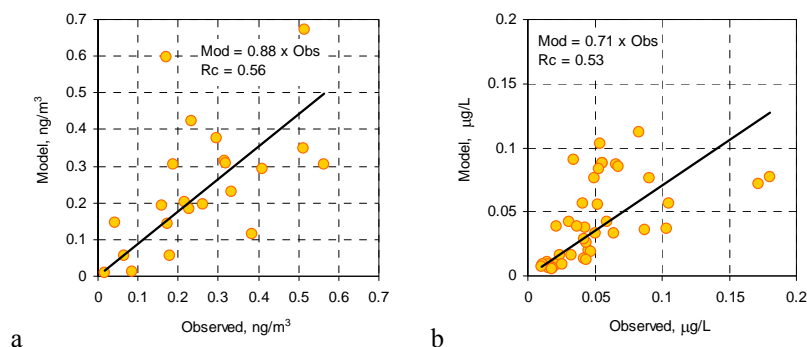 0.7
0.6
0.5
0.4
0.3
0.2
0.1
0
Model, ng/m³
Mod = 0.88 x Obs
Rc = 0.56
0 0.1 0.2 0.3 0.4 0.5 0.6 0.7
Observed, ng/m³
a
0.2
0.15
0.1
0.05
0
Model, µg/L
Mod = 0.71 x Obs
Rc = 0.53
0 0.05 0.1 0.15 0.2
Observed, µg/L
b